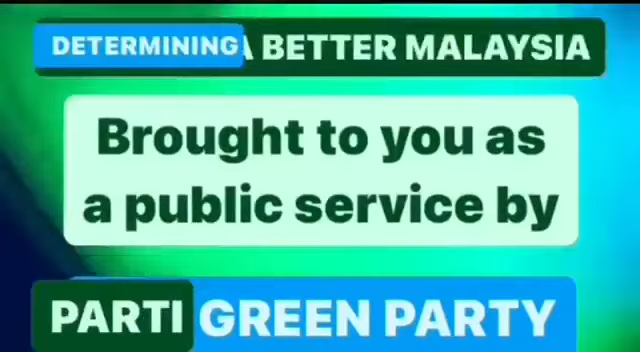 DETERMINING A BETTER MALAYSIA
Brought to you as
a public service by
PARTI GREEN PARTY